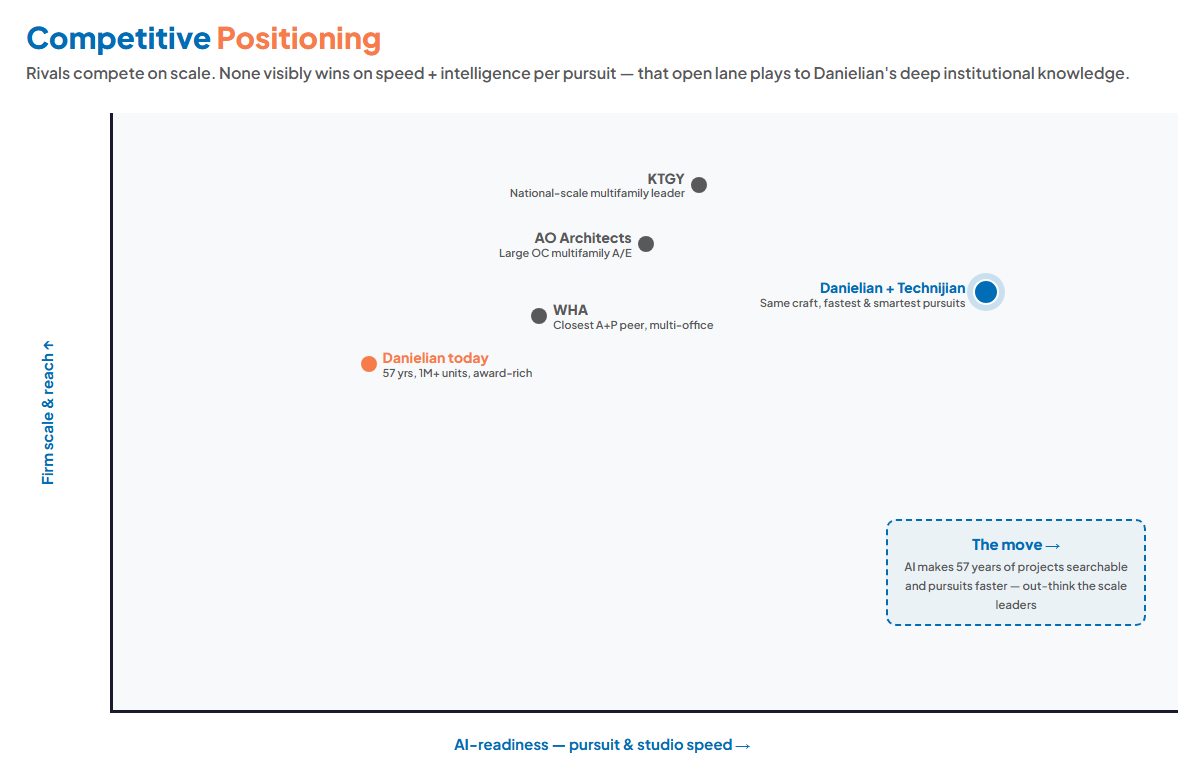 Competitive Positioning
Rivals compete on scale. None visibly wins on speed + intelligence per pursuit — that open lane plays to Danielian's deep institutional knowledge.
KTGY
National-scale multifamily leader
AO Architects
Large OC multifamily A/E
Danielian + Technijian
Same craft, fastest & smartest pursuits
WHA
Closest A+P peer, multi-office
Danielian today
57 yrs, 1M+ units, award-rich
Firm scale & reach ↑
The move →
AI makes 57 years of projects searchable
and pursuits faster — out-think the scale
leaders
AI-readiness — pursuit & studio speed →